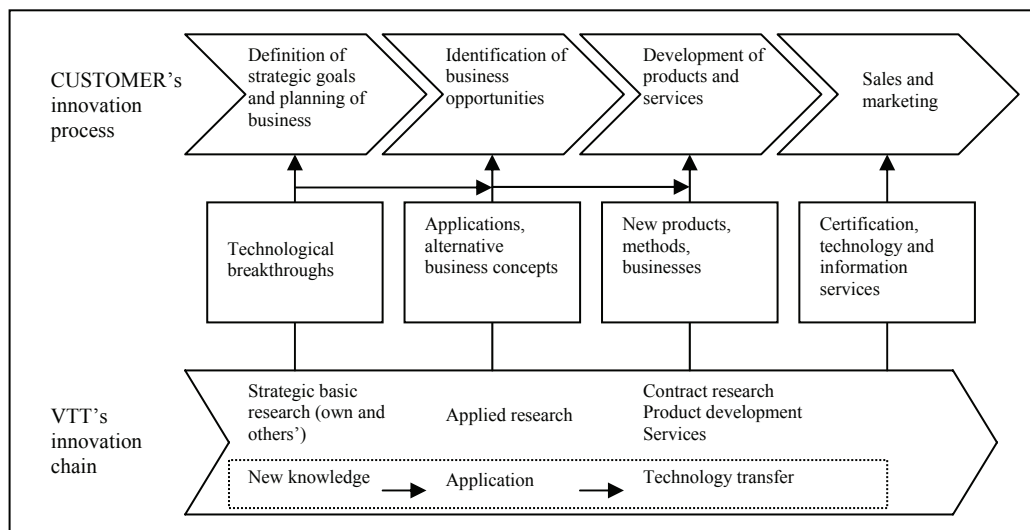 CUSTOMER's
innovation
process
Definition of
strategic goals
and planning of
business
Identification of
business
opportunities
Development of
products and
services
Sales and
marketing
Technological
breakthroughs
Applications,
alternative
business concepts
New products,
methods,
businesses
Certification,
technology and
information
services
VTT's
innovation
chain
Strategic basic
research (own and
others')
Applied research
Contract research
Product development
Services
New knowledge
Application
Technology transfer